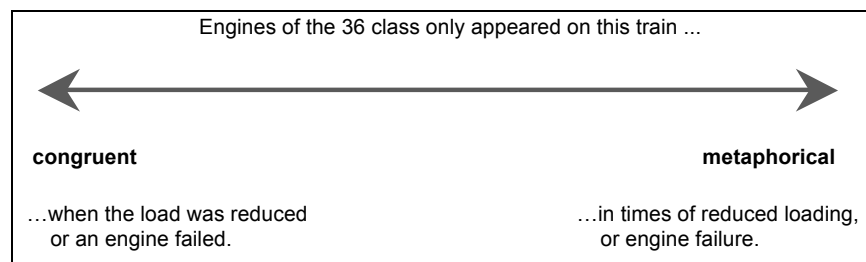 Engines of the 36 class only appeared on this train ...
congruent
metaphorical
…when the load was reduced
or an engine failed.
…in times of reduced loading,
or engine failure.